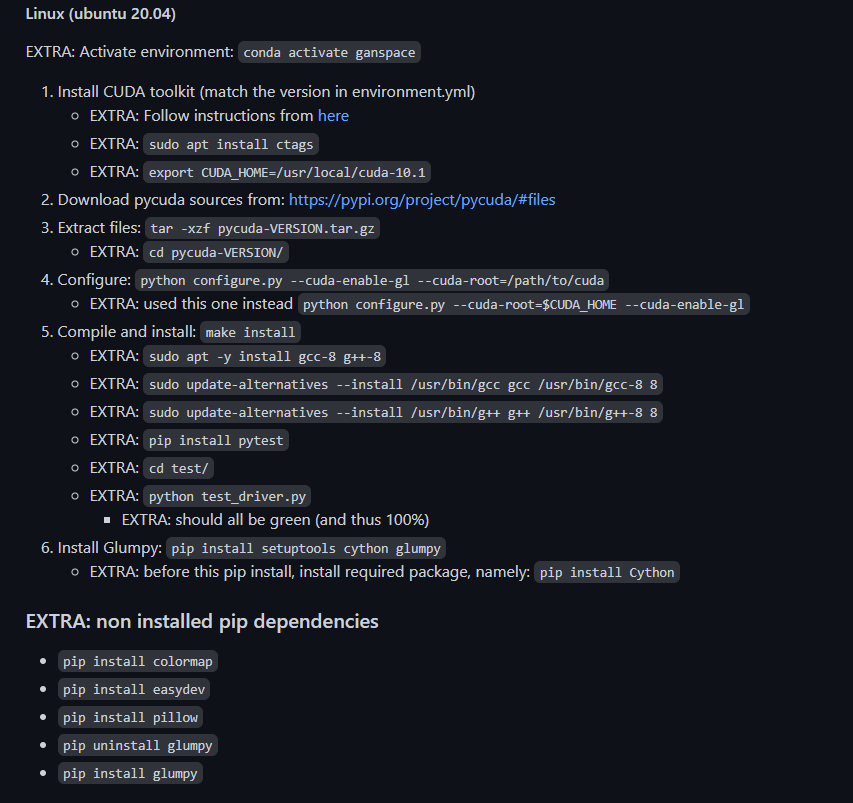 Linux (ubuntu 20.04)
EXTRA: Activate environment: conda activate ganspace
1. Install CUDA toolkit (match the version in environment.yml)
EXTRA: Follow instructions from here
EXTRA: sudo apt install ctags
EXTRA: export CUDA_HOME=/usr/local/cuda-10.1
2. Download pycuda sources from: https://pypi.org/project/pycuda/#files
3. Extract files: tar -xzf pycuda-VERSION.tar.gz
EXTRA: cd pycuda-VERSION/
4. Configure: python configure.py --cuda-enable-gl --cuda-root=/path/to/cuda
EXTRA: used this one instead python configure.py --cuda-root=$CUDA_HOME --cuda-enable-gl
5. Compile and install: make install
EXTRA: sudo apt -y install gcc-8 g++-8
EXTRA: sudo update-alternatives --install /usr/bin/gcc gcc /usr/bin/gcc-8 8
EXTRA: sudo update-alternatives --install /usr/bin/g++ g++ /usr/bin/g++-8 8
EXTRA: pip install pytest
EXTRA: cd test/
EXTRA: python test_driver.py
EXTRA: should all be green (and thus 100%)
6. Install Glumpy: pip install setuptools cython glumpy
EXTRA: before this pip install, install required package, namely: pip install Cython
EXTRA: non installed pip dependencies
pip install colormap
pip install easydev
pip install pillow
pip uninstall glumpy
pip install glumpy